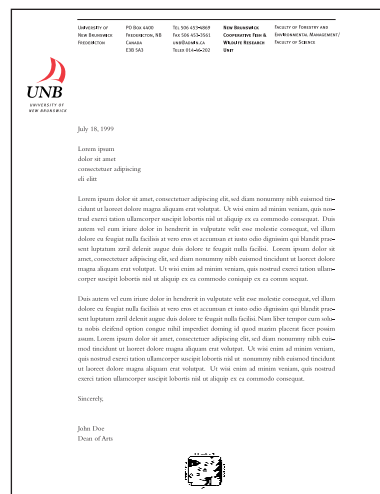 University of
New Brunswick
Fredericton
PO Box 4400
Fredericton, NB
Canada
E3B 5A3
Tel 506 453-4869
Fax 506 453-3561
New Brunswick
Cooperative Fish &
Wildlife Research
Unit
Faculty of Forestry and
Environmental Management/
Faculty of Science
UNB
UNIVERSITY OF
NEW BRUNSWICK
July 18, 1999
Lorem ipsum
dolor sit amet
consectetuer adipiscing
eli elitt
Lorem ipsum dolor sit amet, consectetuer adipiscing elit, sed diam nonummy nibh euismod tin-
cidunt ut laoreet dolore magna aliquam erat volutpat. Ut wisi enim ad minim veniam, quis nos-
trud exerci tation ullamcorper suscipit lobortis nisl ut aliquip ex ea commodo consequat. Duis
autem vel eum iriure dolor in hendrerit in vulputate velit esse molestie consequat, vel illum
dolore eu feugiat nulla facilisis at vero eros et accumsan et iusto odio dignissim qui blandit prae-
sent luptatum zzril delenit augue duis dolore te feugait nulla facilisi. Lorem ipsum dolor sit
amet, consectetuer adipiscing elit, sed diam nonummy nibh euismod tincidunt ut laoreet dolore
magna aliquam erat volutpat. Ut wisi enim ad minim veniam, quis nostrud exerci tation ullam-
corper suscipit lobortis nisl ut aliquip ex ea commodo coniquip ex ea comm sequat.
Duis autem vel eum iriure dolor in hendrerit in vulputate velit esse molestie consequat, vel illum
dolore eu feugiat nulla facilisis at vero eros et accumsan et iusto odio dignissim qui blandit prae-
sent luptatum zzril delenit augue duis dolore te feugait nulla facilisi. Nam liber tempor cum solu-
ta nobis eleifend option congue nihil imperdiet doming id quod mazim placerat facer possim
assum. Lorem ipsum dolor sit amet, consectetuer adipiscing elit, sed diam nonummy nibh euis-
mod tincidunt ut laoreet dolore magna aliquam erat volutpat. Ut wisi enim ad minim veniam,
quis nostrud exerci tation ullamcorper suscipit lobortis nisl ut nonummy nibh euismod tincidunt
ut laoreet dolore magna aliquam erat volutpat. Ut wisi enim ad minim veniam, quis nostrud
exerci tation ullamcorper suscipit lobortis nisl ut aliquip ex ea commodo consequat.
Sincerely,
John Doe
Dean of Arts